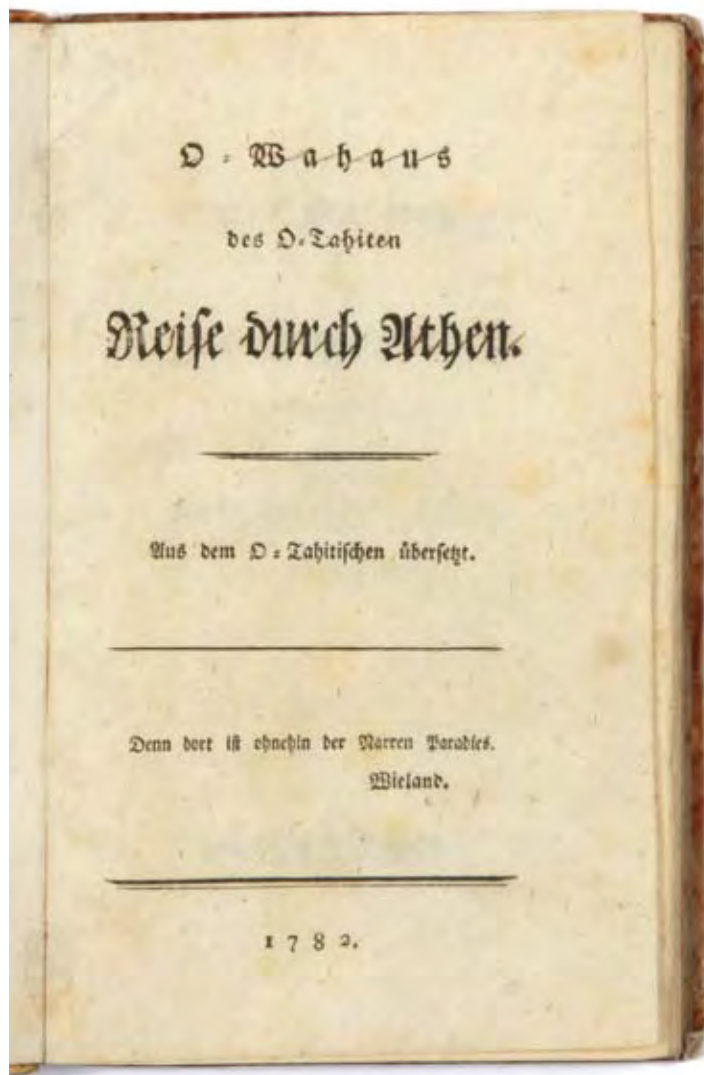 O-Wahaus
des O-Tahiten
Reise durch Athen.
Aus dem O-Tahitischen übersetzt.
Denn dort ist ohnehin der Narren Paradies.
Wieland.
1782.